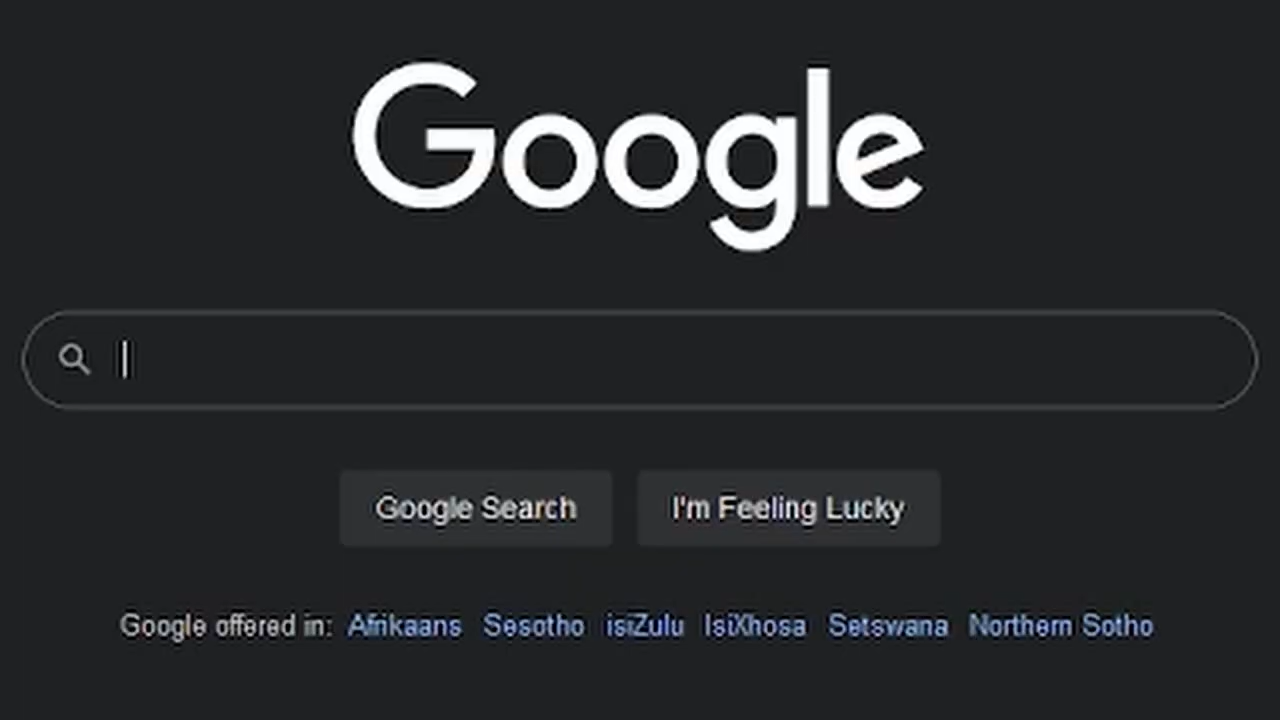 Google
Google Search I'm Feeling Lucky
Google offered in: Afrikaans Sesotho isiZulu IsiXhosa Setswana Northern Sotho